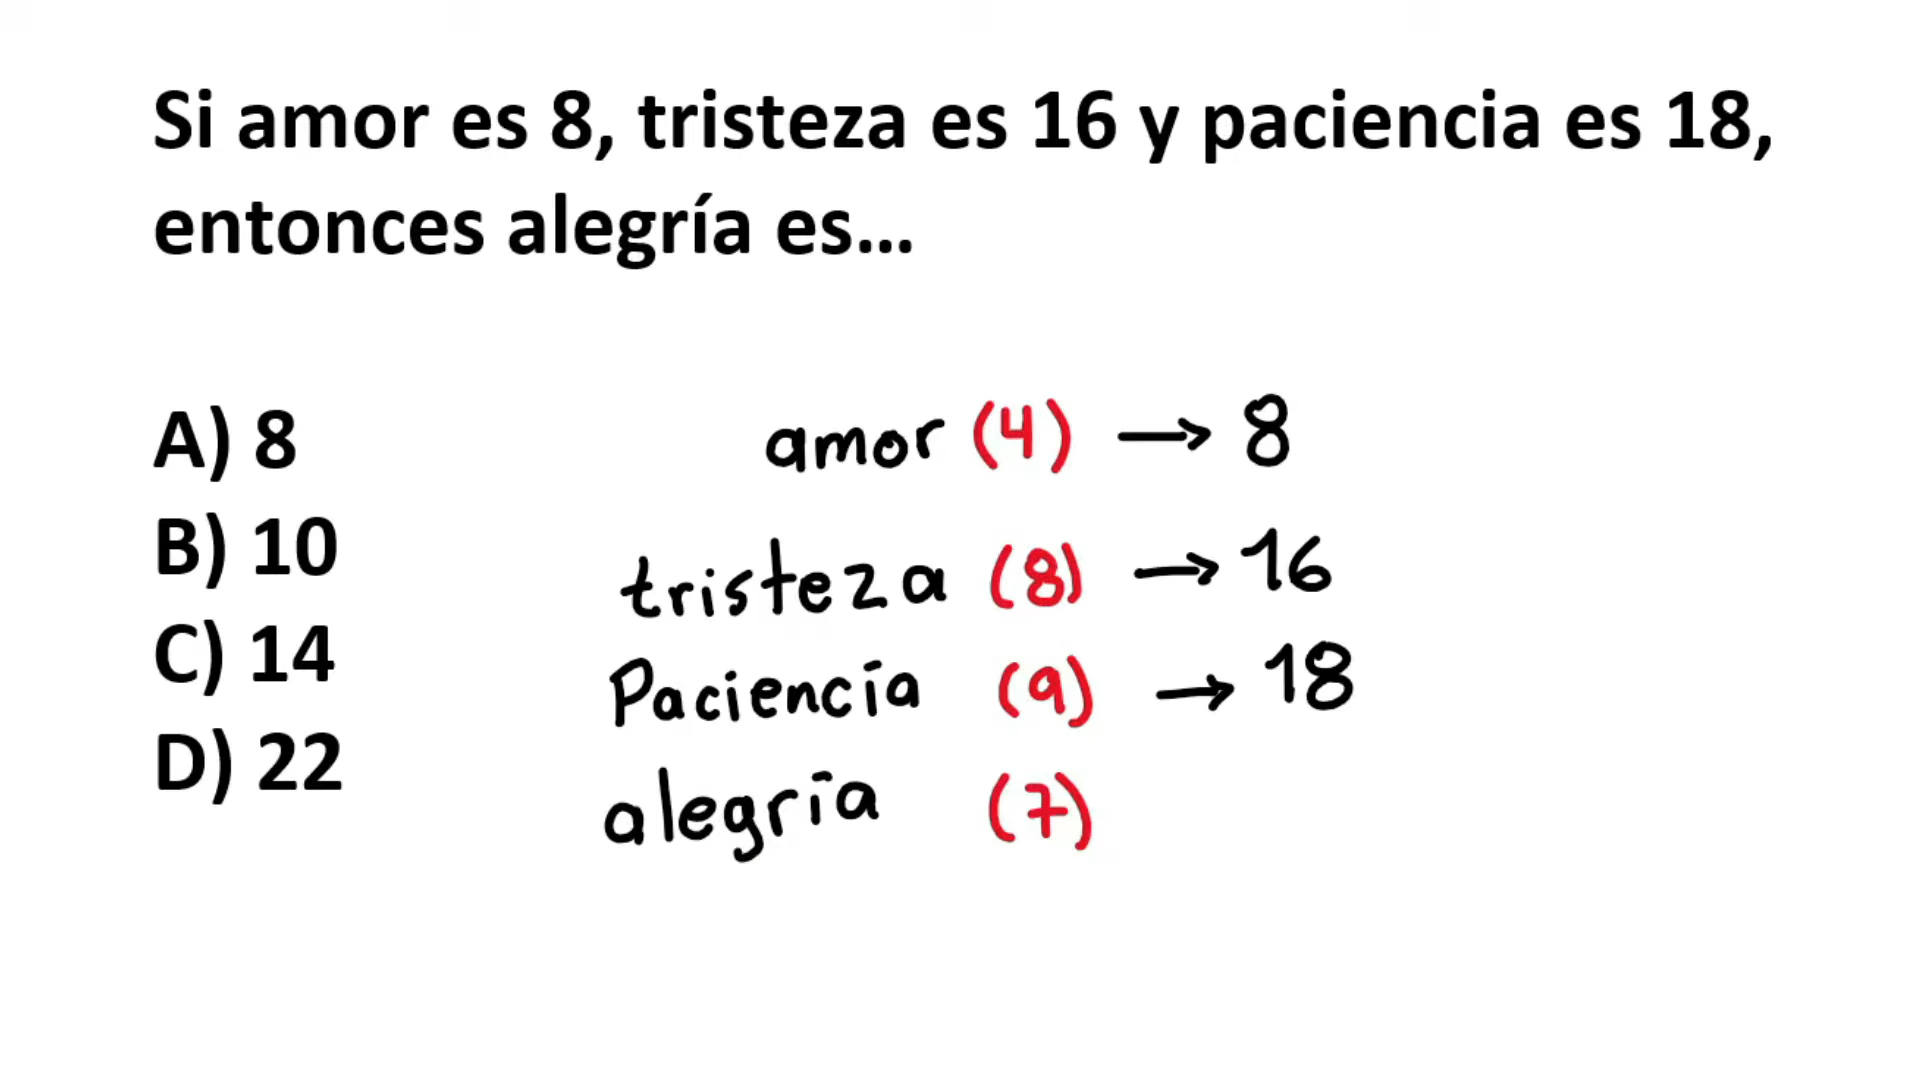 Si amor es 8, tristeza es 16 y paciencia es 18,
entonces alegría es...
A) 8
B) 10
C) 14
D) 22
amor (4) → 8
tristeza (8) → 16
Paciencia (9) → 18
alegría (7)